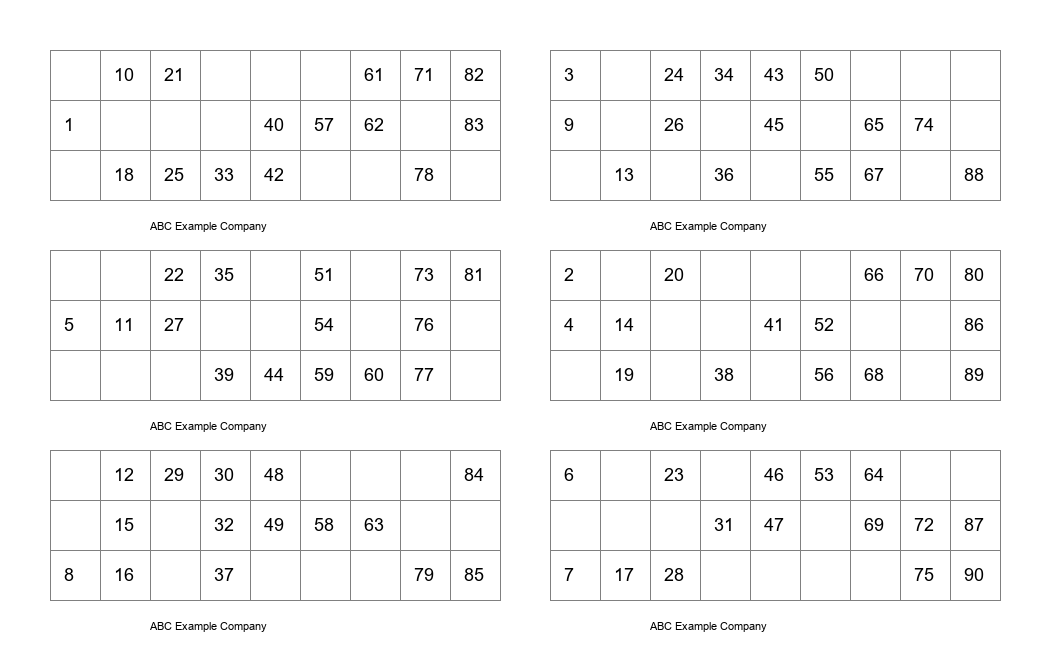 10 21 61 71 82
1 40 57 62 83
18 25 33 42 78
ABC Example Company
3 24 34 43 50
9 26 45 65 74
13 36 55 67 88
ABC Example Company
22 35 51 73 81
5 11 27 54 76
39 44 59 60 77
ABC Example Company
2 20 66 70 80
4 14 41 52 86
19 38 56 68 89
ABC Example Company
12 29 30 48 84
15 32 49 58 63
8 16 37 79 85
ABC Example Company
6 23 46 53 64
31 47 69 72 87
7 17 28 75 90
ABC Example Company